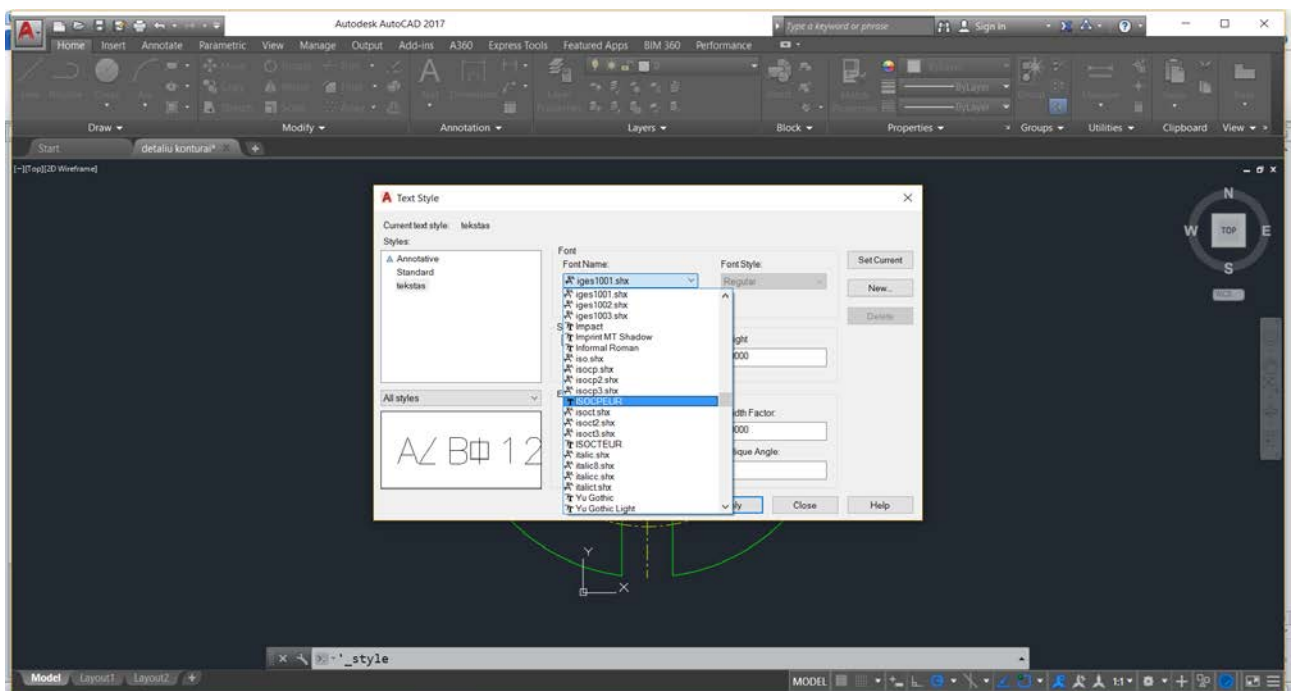 Autodesk AutoCAD 2017
Type a keyword or phrase
Sign In
Home Insert Annotate Parametric View Manage Output Add-ins A360 Express Tools Featured Apps BIM 360 Performance
Draw Modify Annotation Layers Block Properties Groups Utilities Clipboard View
Start detaliu konturai*
[-][Top][2D Wireframe]
N
W TOP E
S
Text Style
Current text style: tekstas
Styles:
Annotative
Standard
tekstas
All styles
Font
Font Name:
iges1001.shx
Font Style:
Regular
iges1001.shx
iges1002.shx
iges1003.shx
Impact
Imprint MT Shadow
Informal Roman
iso.shx
isocp.shx
isocp2.shx
isocp3.shx
ISOCPEUR
isoct.shx
isoct2.shx
isoct3.shx
ISOCTEUR
italic.shx
italic8.shx
italicc.shx
italict.shx
Yu Gothic
Yu Gothic Light
Set Current
New...
Delete
Close
Help
Y
X
'_style
Model Layout1 Layout2
MODEL
1:1